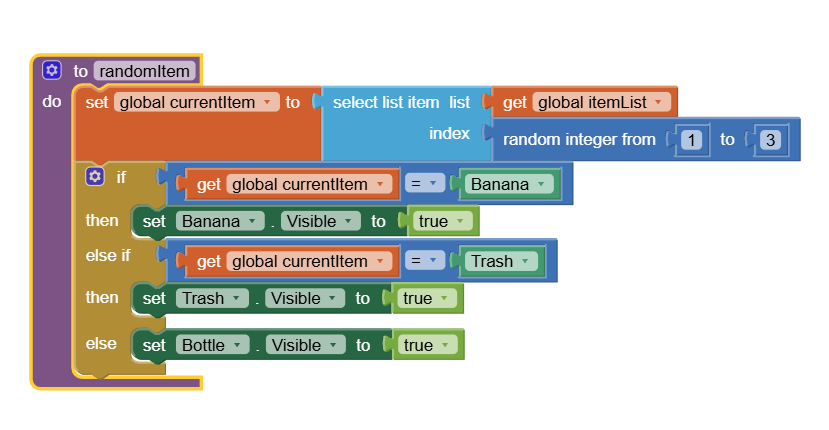 to randomItem
do set global currentItem to select list item list get global itemList
index random integer from 1 to 3
if get global currentItem = Banana
then set Banana . Visible to true
else if get global currentItem = Trash
then set Trash . Visible to true
else set Bottle . Visible to true